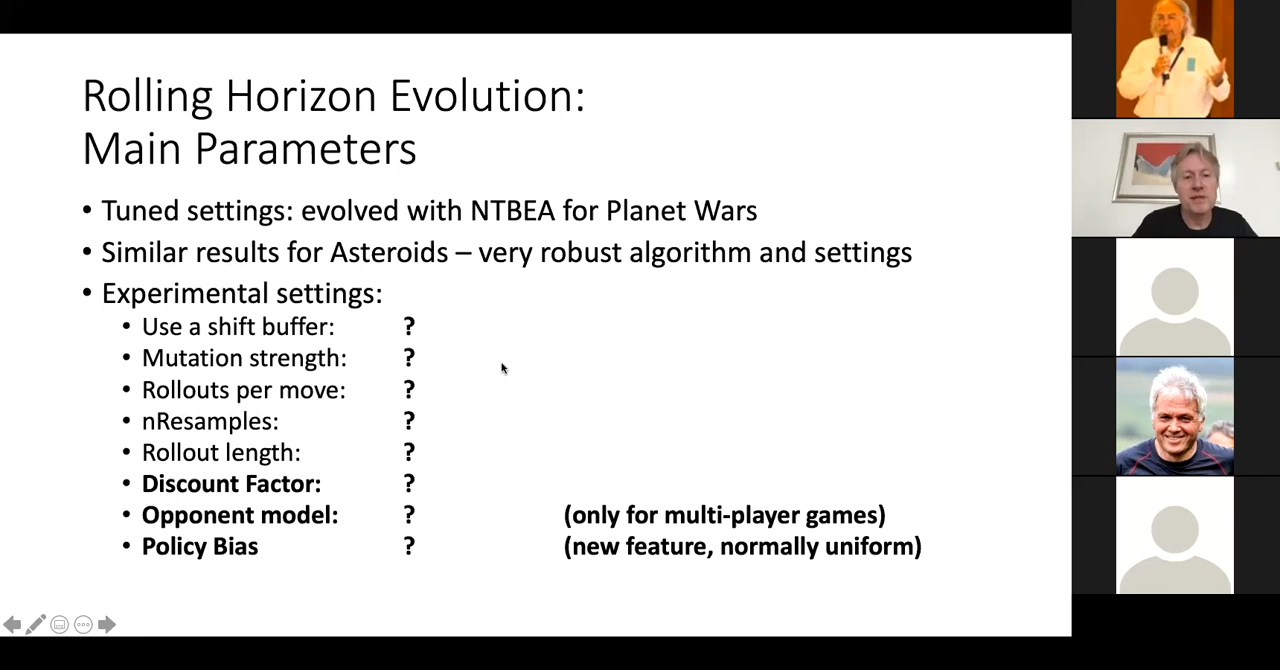 Rolling Horizon Evolution:
Main Parameters
• Tuned settings: evolved with NTBEA for Planet Wars
• Similar results for Asteroids – very robust algorithm and settings
• Experimental settings:
• Use a shift buffer: ?
• Mutation strength: ?
• Rollouts per move: ?
• nResamples: ?
• Rollout length: ?
• Discount Factor: ?
• Opponent model: ? (only for multi-player games)
• Policy Bias ? (new feature, normally uniform)